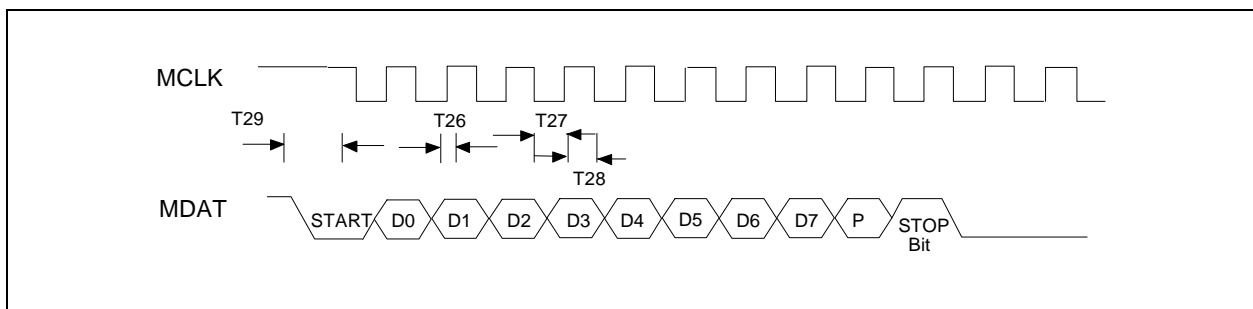 MCLK
T29
T26
T27
T28
MDAT
START D0 D1 D2 D3 D4 D5 D6 D7 P STOP
Bit